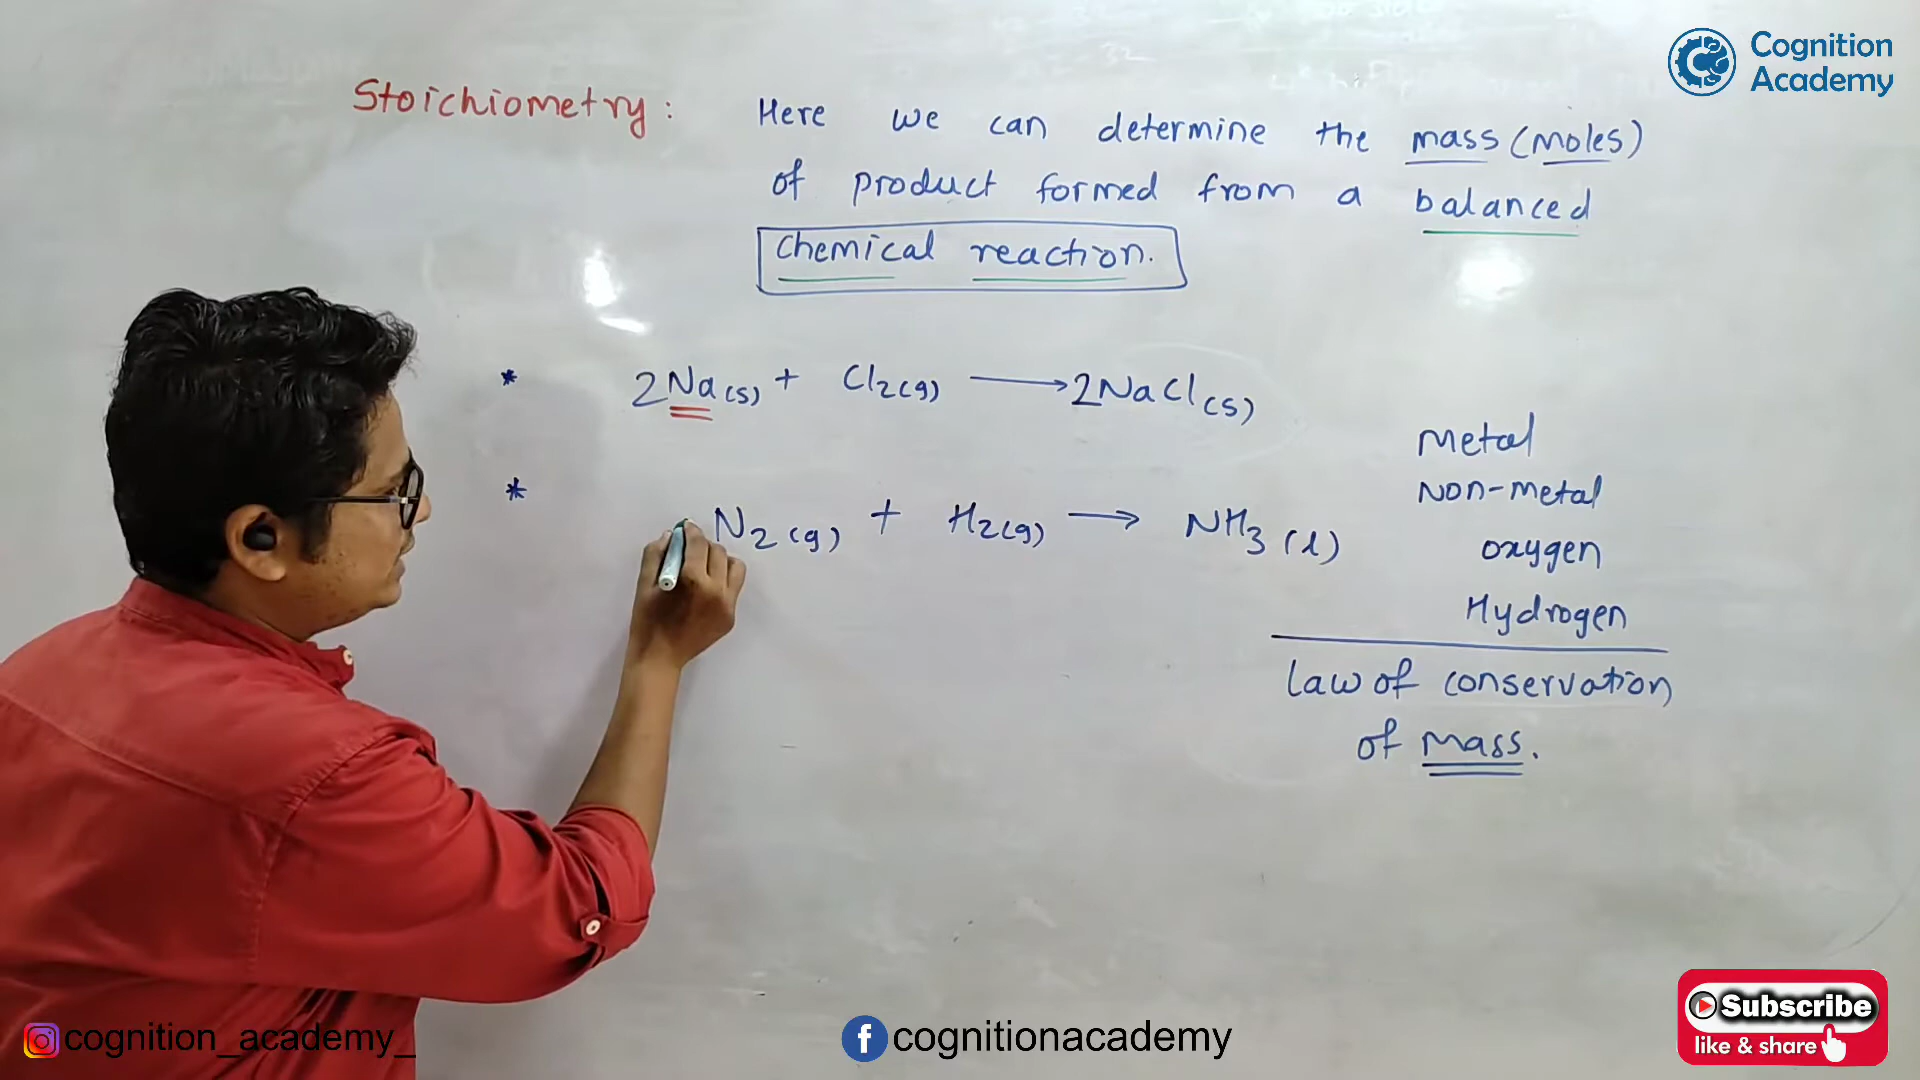 Cognition
Academy
Stoichiometry: Here we can determine the mass (moles)
of product formed from a balanced
Chemical reaction.
* 2Na(s) + Cl2(g) → 2NaCl(s)
Metal
Non-metal
* N2(g) + H2(g) → NH3(l)
oxygen
Hydrogen
law of conservation
of mass.
Subscribe
like & share
cognition_academy_
cognitionacademy